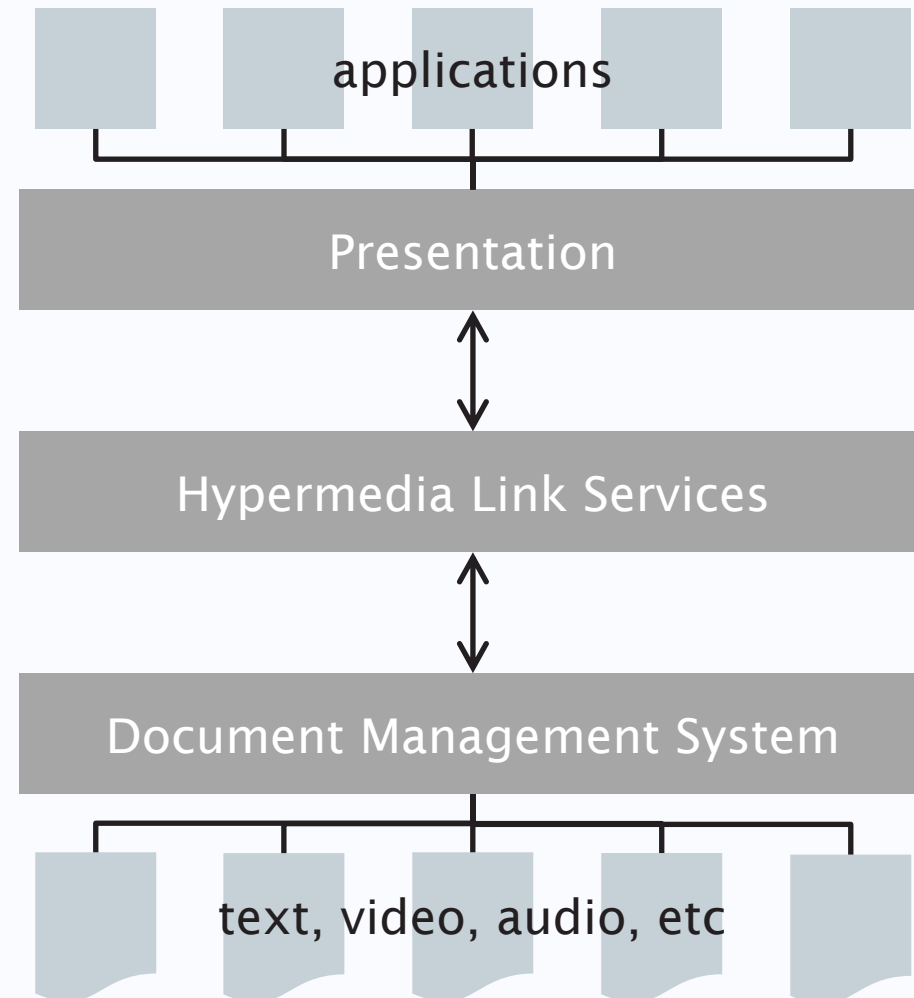 applications
Presentation
Hypermedia Link Services
Document Management System
text, video, audio, etc